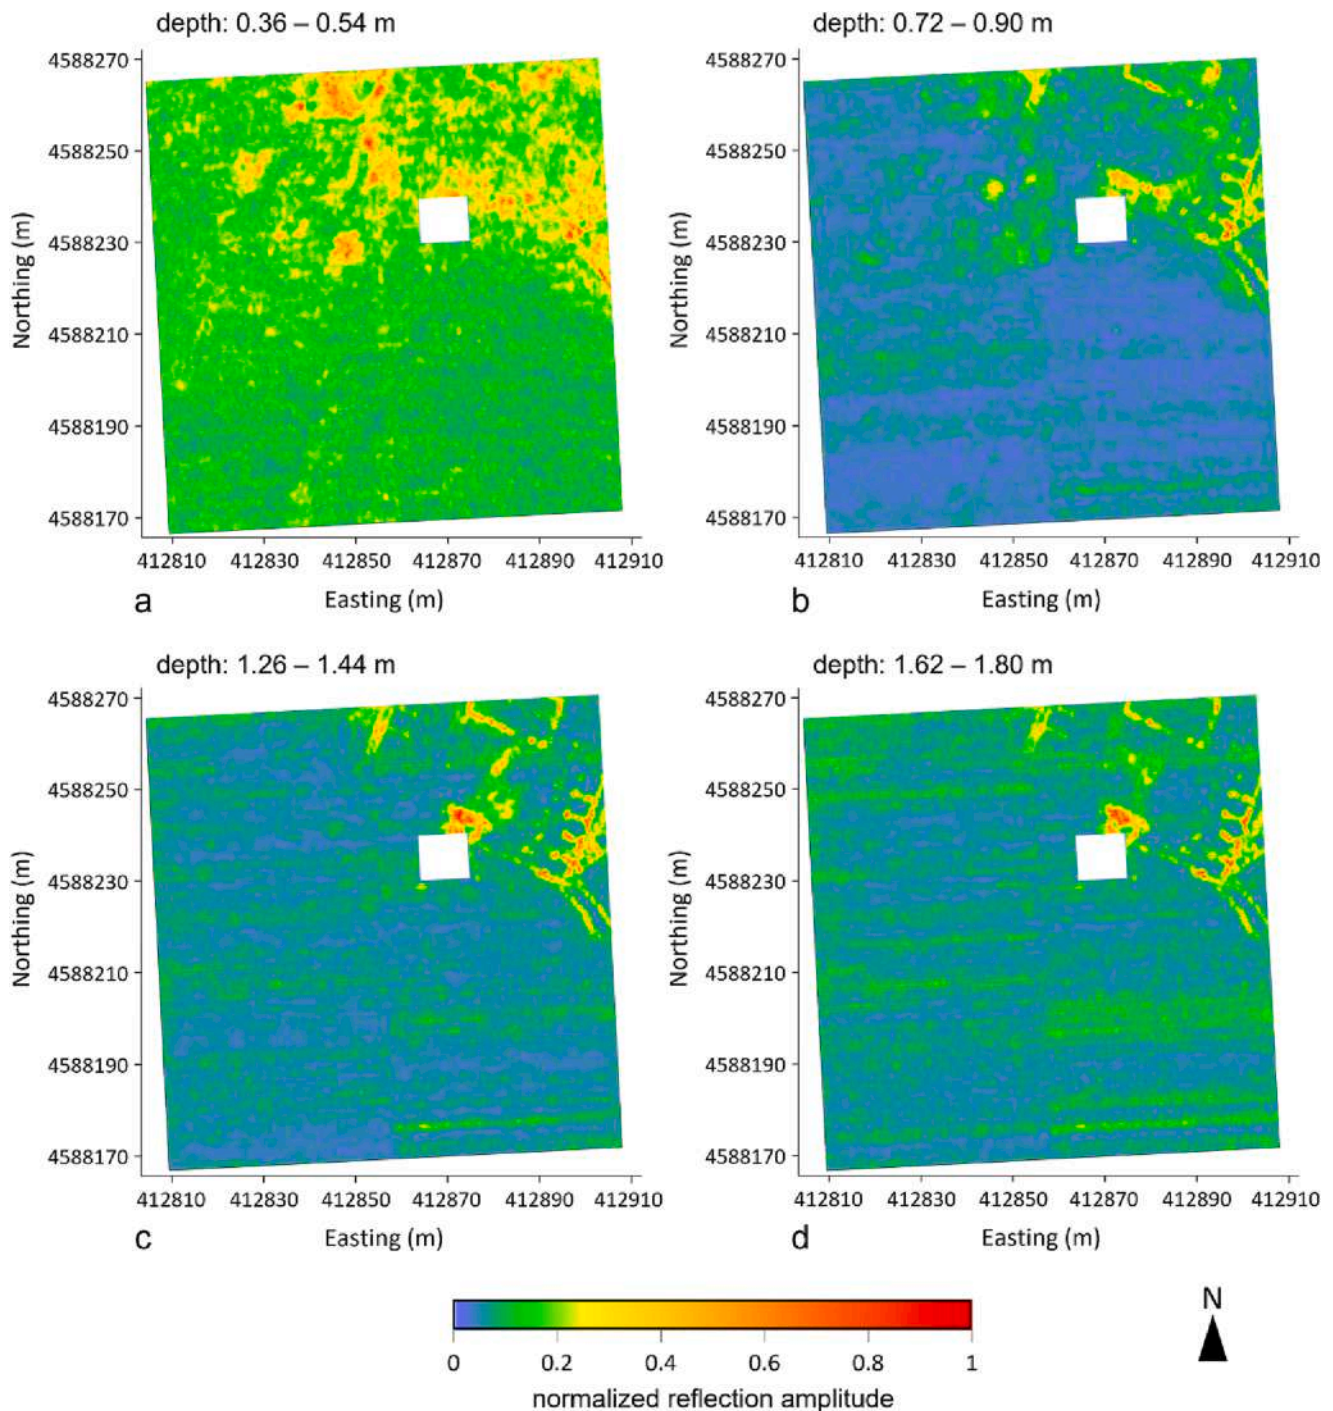 depth: 0.36 – 0.54 m
4588270
4588250
4588230
4588210
4588190
4588170
Northing (m)
412810 412830 412850 412870 412890 412910
Easting (m)
a
depth: 0.72 – 0.90 m
4588270
4588250
4588230
4588210
4588190
4588170
Northing (m)
412810 412830 412850 412870 412890 412910
Easting (m)
b
depth: 1.26 – 1.44 m
4588270
4588250
4588230
4588210
4588190
4588170
Northing (m)
412810 412830 412850 412870 412890 412910
Easting (m)
c
depth: 1.62 – 1.80 m
4588270
4588250
4588230
4588210
4588190
4588170
Northing (m)
412810 412830 412850 412870 412890 412910
Easting (m)
d
0 0.2 0.4 0.6 0.8 1
normalized reflection amplitude
N